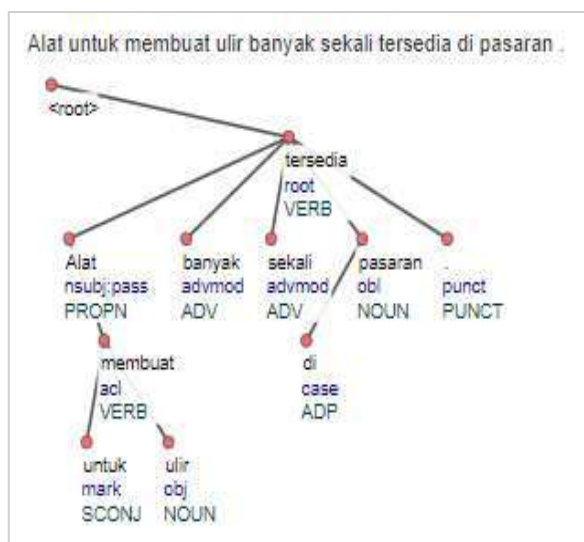 Alat untuk membuat ulir banyak sekali tersedia di pasaran .
<root>
tersedia
root
VERB
Alat banyak sekali pasaran .
nsubj:pass advmod advmod obl punct
PROPN ADV ADV NOUN PUNCT
membuat di
acl case
VERB ADP
untuk ulir
mark obj
SCONJ NOUN